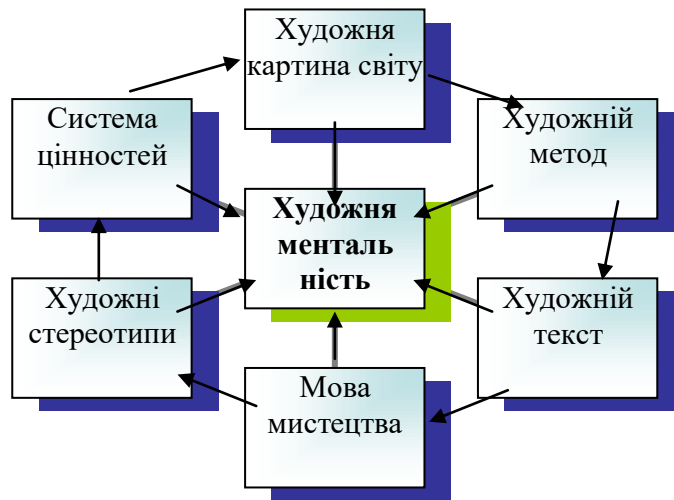 Художня
картина світу
Система
цінностей
Художній
метод
Художня
менталь
ність
Художні
стереотипи
Художній
текст
Мова
мистецтва